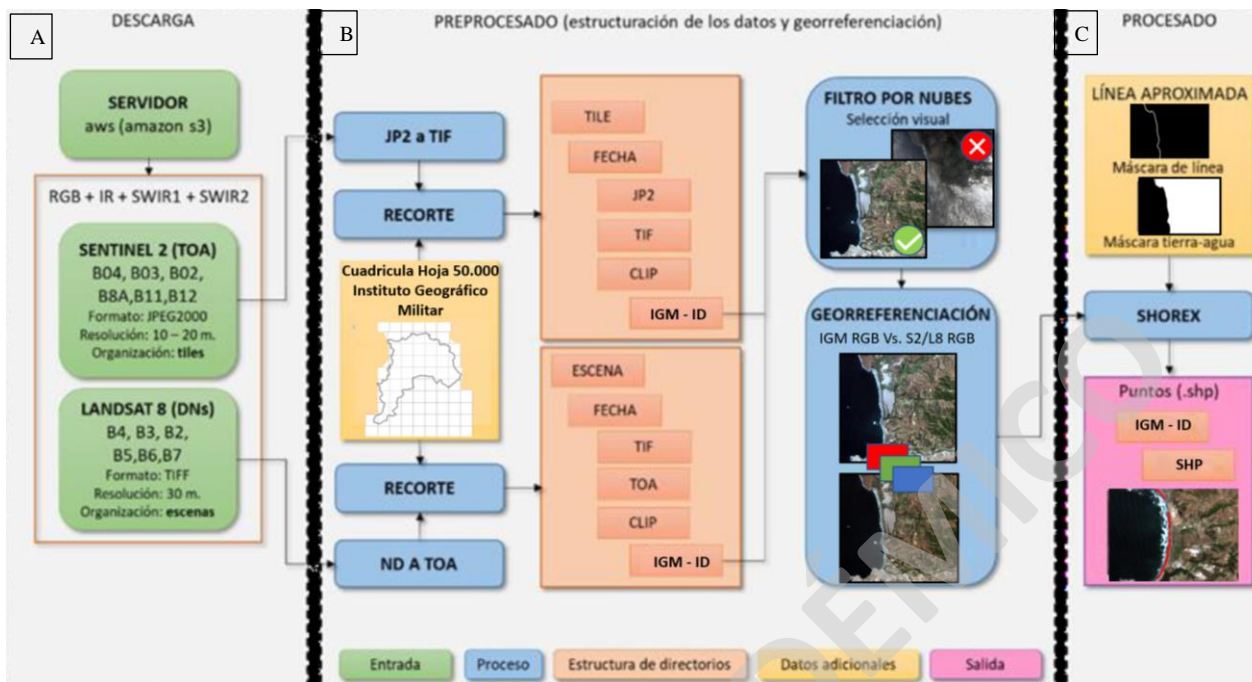 A
DESCARGA
SERVIDOR
aws (amazon s3)
RGB + IR + SWIR1 + SWIR2
SENTINEL 2 (TOA)
B04, B03, B02,
B8A,B11,B12
Formato: JPEG2000
Resolución: 10 – 20 m.
Organización: tiles
LANDSAT 8 (DNs)
B4, B3, B2,
B5,B6,B7
Formato: TIFF
Resolución: 30 m.
Organización: escenas
B
PREPROCESADO (estructuración de los datos y georreferenciación)
JP2 a TIF
RECORTE
Cuadricula Hoja 50.000
Instituto Geográfico
Militar
RECORTE
ND A TOA
TILE
FECHA
JP2
TIF
CLIP
IGM - ID
ESCENA
FECHA
TIF
TOA
CLIP
IGM - ID
FILTRO POR NUBES
Selección visual
GEORREFERENCIACIÓN
IGM RGB Vs. S2/L8 RGB
C
PROCESADO
LÍNEA APROXIMADA
Máscara de línea
Máscara tierra-agua
SHOREX
Puntos (.shp)
IGM - ID
SHP
Entrada
Proceso
Estructura de directorios
Datos adicionales
Salida